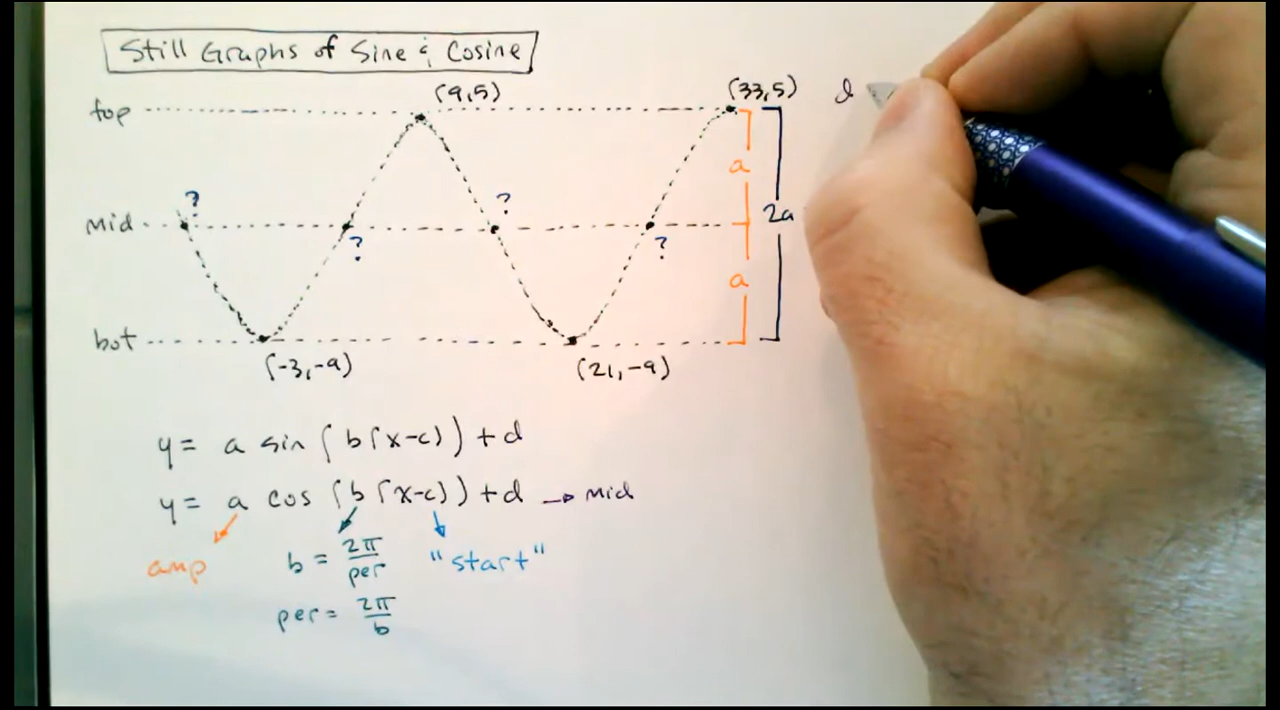 Still Graphs of Sine & Cosine
(9,5)
(33,5)
d
top
a
?
?
mid
2a
?
?
a
bot
(-3,-9)
(21,-9)
y = a sin (b(x-c)) + d
y = a cos (b(x-c)) + d → mid
amp
b = 2π/per
"start"
per = 2π/b